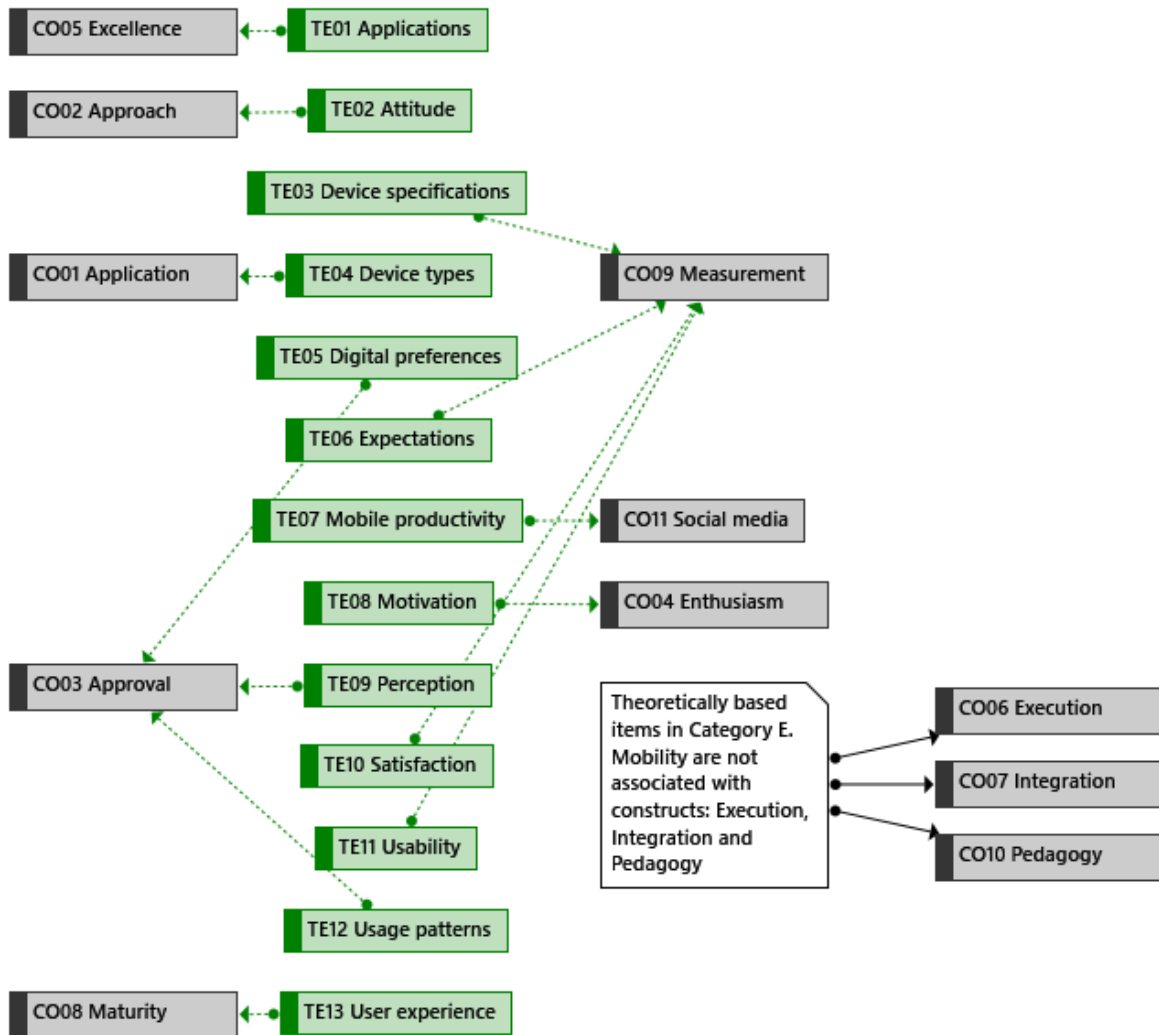 CO05 Excellence
TE01 Applications
CO02 Approach
TE02 Attitude
TE03 Device specifications
CO01 Application
TE04 Device types
CO09 Measurement
TE05 Digital preferences
TE06 Expectations
TE07 Mobile productivity
CO11 Social media
TE08 Motivation
CO04 Enthusiasm
CO03 Approval
TE09 Perception
Theoretically based
items in Category E.
Mobility are not
associated with
constructs: Execution,
Integration and
Pedagogy
CO06 Execution
CO07 Integration
CO10 Pedagogy
TE10 Satisfaction
TE11 Usability
TE12 Usage patterns
CO08 Maturity
TE13 User experience